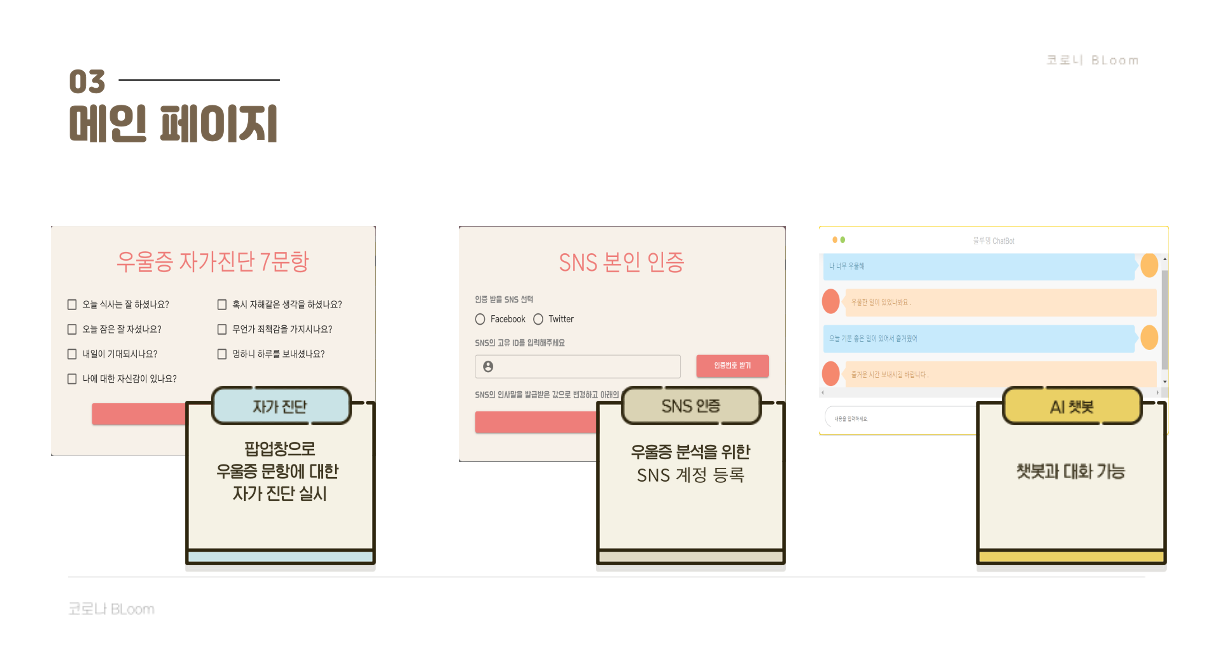 코로나 BLoom
03
메인 페이지
우울증 자가진단 7문항
오늘 식사는 잘 하셨나요?
혹시 자해같은 생각을 하셨나요?
오늘 잠은 잘 자셨나요?
무언가 죄책감을 가지시나요?
내일이 기대되시나요?
멍하니 하루를 보내셨나요?
나에 대한 자신감이 있나요?
자가 진단
팝업창으로
우울증 문항에 대한
자가 진단 실시
SNS 본인 인증
인증 받을 SNS 선택
Facebook
Twitter
SNS의 고유 ID를 입력해주세요
인증번호 받기
SNS의 인사말을 발급받은 값으로 변경하고 아래의
SNS 인증
우울증 분석을 위한
SNS 계정 등록
ChatBot
나 너무 우울해
우울한 일이 있었나봐요..
오늘 기분 좋은 일이 있어서 즐거웠어
즐거운 시간 보내시길 바랍니다.
내용을 입력하세요
AI 챗봇
챗봇과 대화 가능
코로나 BLoom